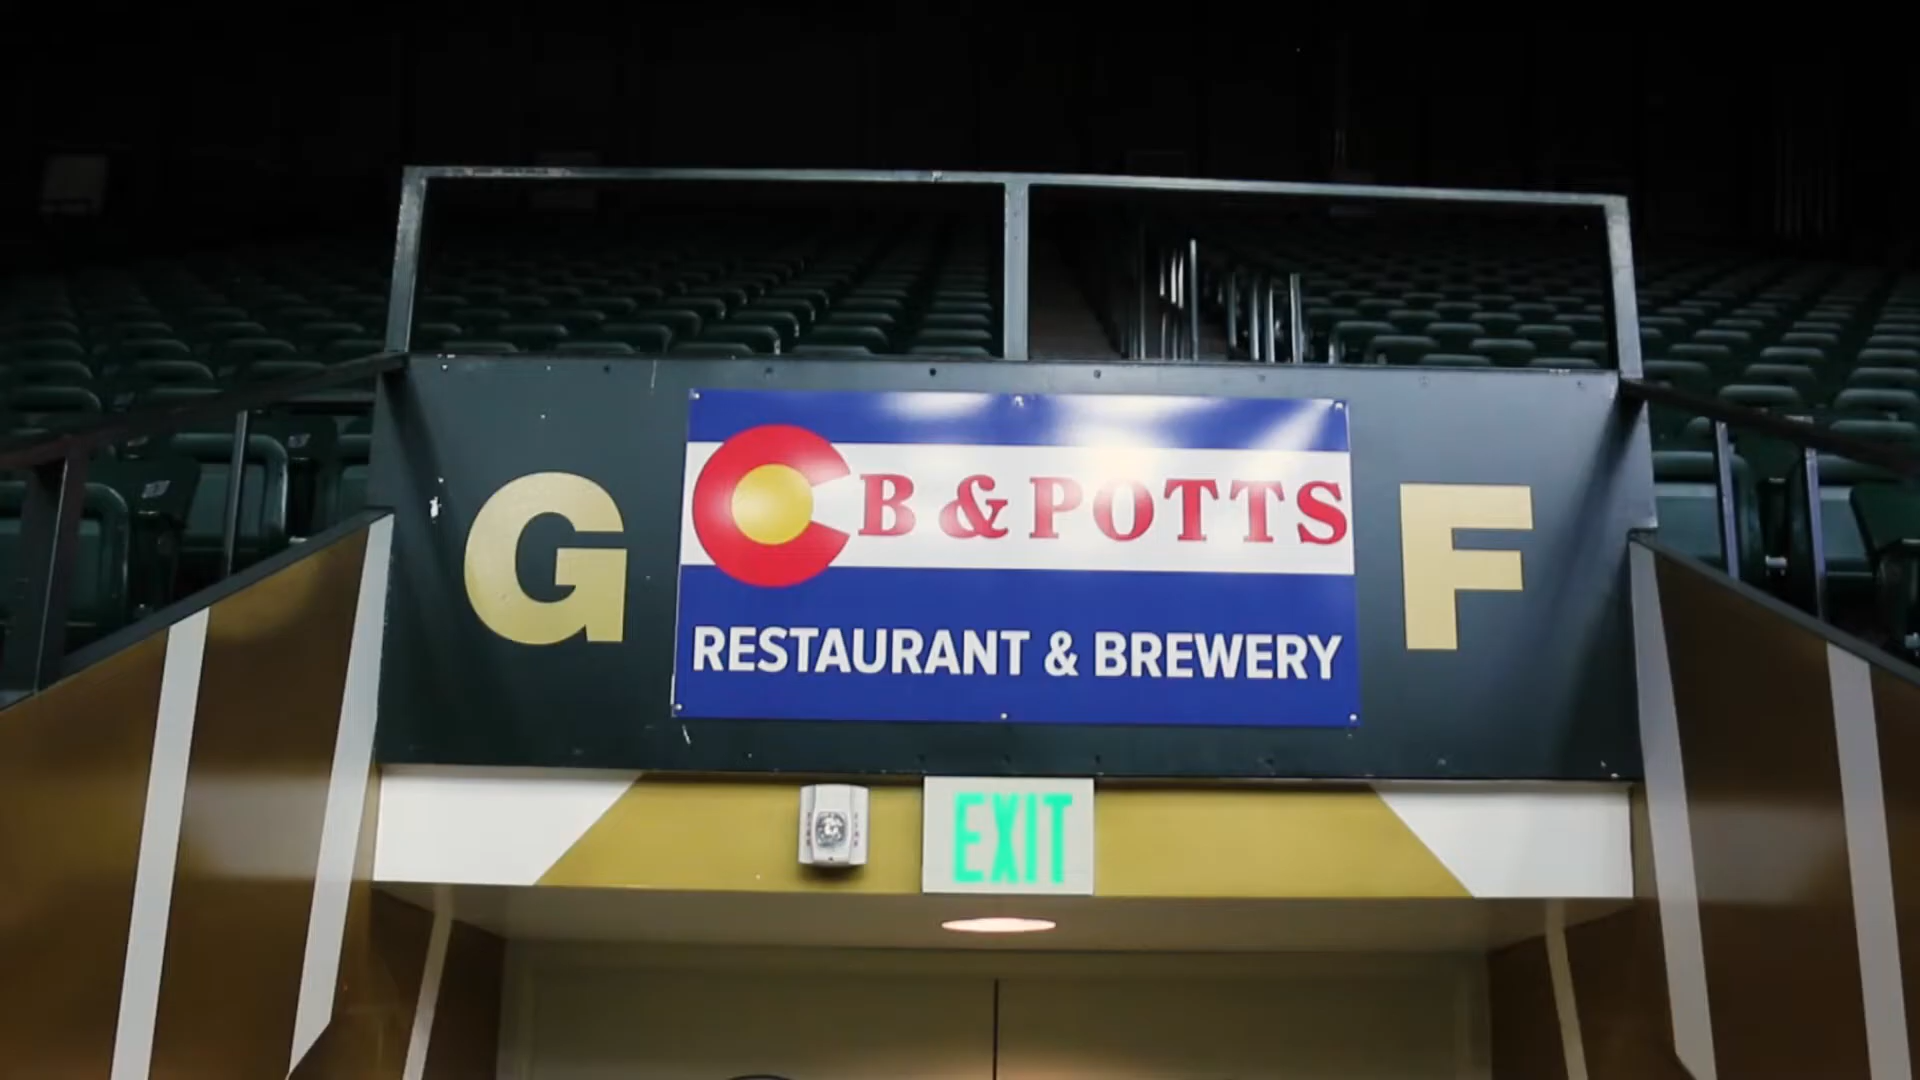 G
CB & POTTS
RESTAURANT & BREWERY
F
EXIT